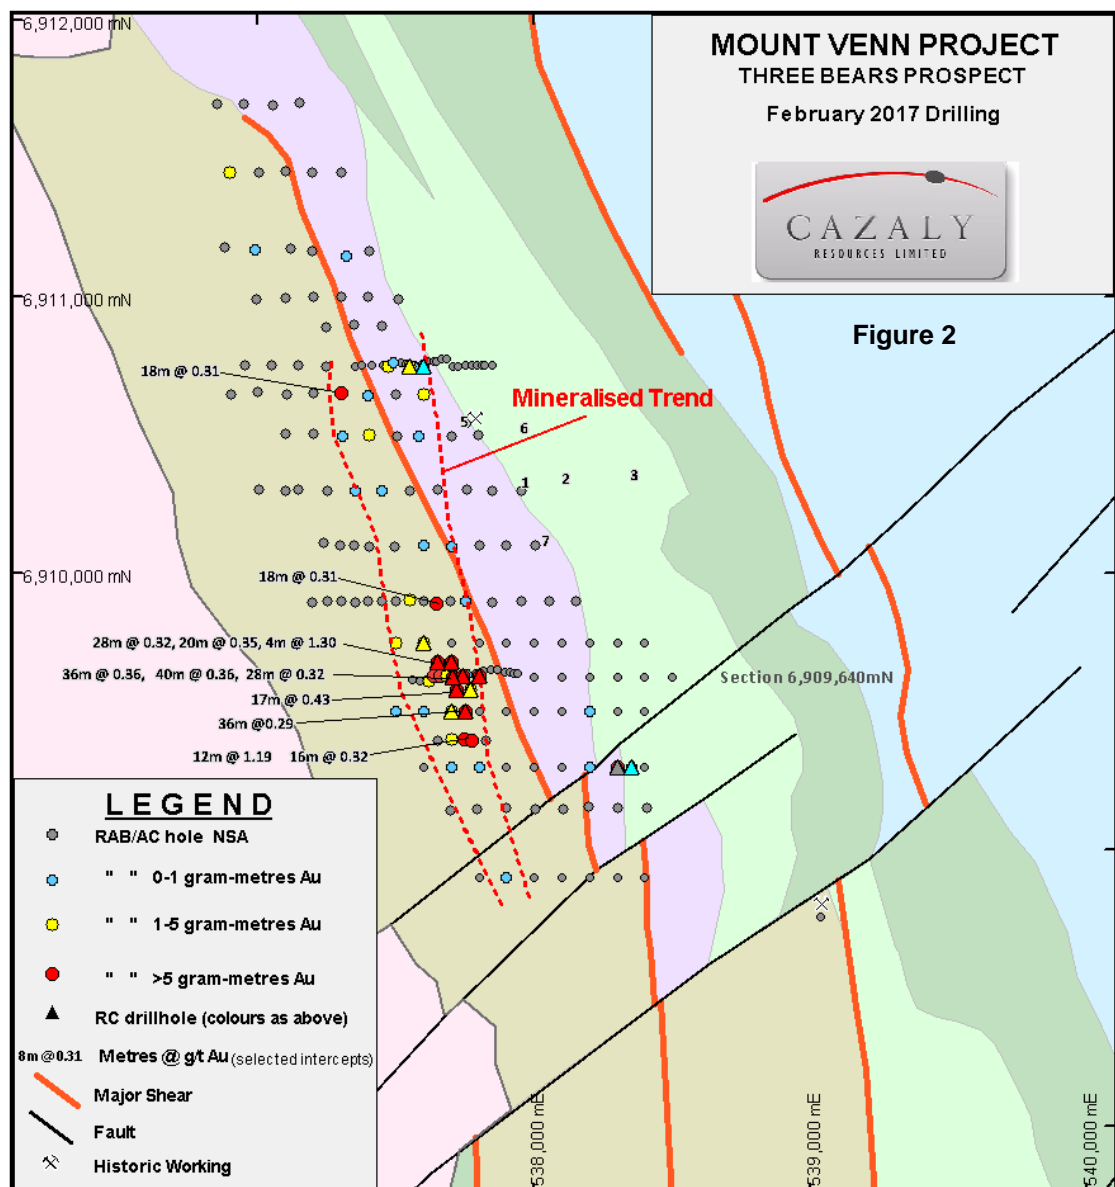 6,912,000 mN
MOUNT VENN PROJECT
THREE BEARS PROSPECT
February 2017 Drilling
CAZALY
RESOURCES LIMITED
6,911,000 mN
Figure 2
18m @ 0.31
Mineralised Trend
5
6
1
2
3
7
6,910,000 mN
18m @ 0.31
28m @ 0.32, 20m @ 0.35, 4m @ 1.30
36m @ 0.36, 40m @ 0.36, 28m @ 0.32
Section 6,909,640mN
17m @ 0.43
36m @0.29
12m @ 1.19 16m @ 0.32
LEGEND
RAB/AC hole NSA
" " 0-1 gram-metres Au
" " 1-5 gram-metres Au
" " >5 gram-metres Au
RC drillhole (colours as above)
8m @0.31 Metres @ g/t Au (selected intercepts)
Major Shear
Fault
Historic Working
538,000 mE
539,000 mE
540,000 mE